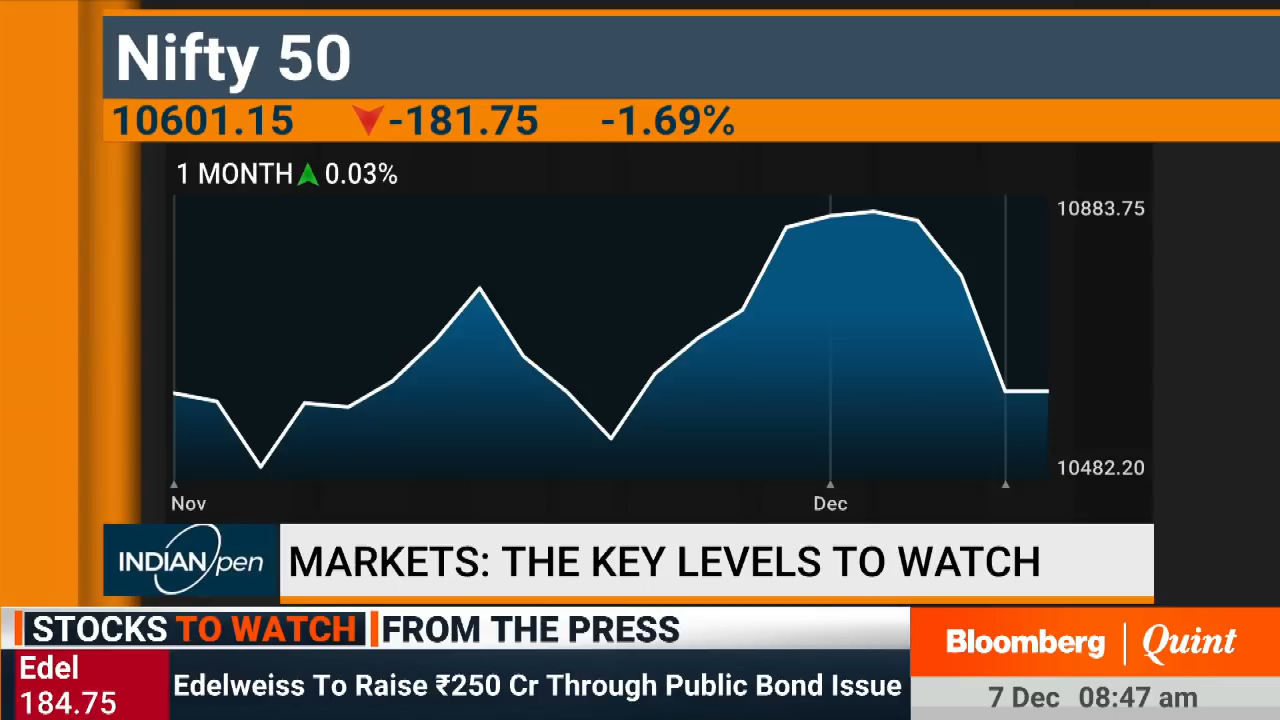 Nifty 50
10601.15 -181.75 -1.69%
1 MONTH 0.03%
10883.75
10482.20
Nov Dec
INDIAN Open MARKETS: THE KEY LEVELS TO WATCH
STOCKS TO WATCH FROM THE PRESS
Edel
184.75
Edelweiss To Raise ₹250 Cr Through Public Bond Issue
Bloomberg | Quint
7 Dec 08:47 am